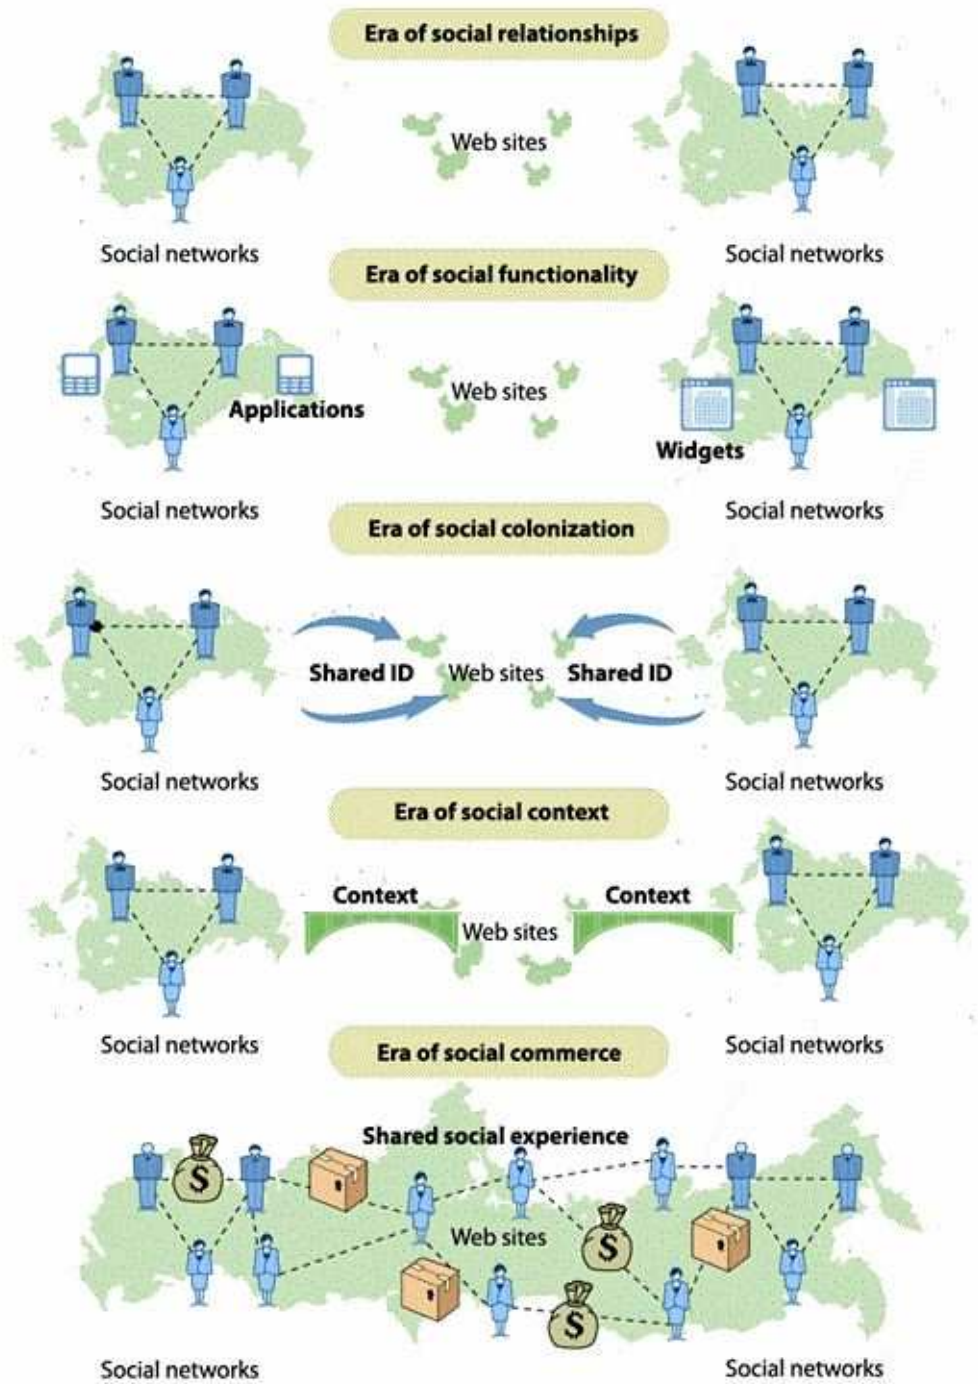 Era of social relationships
Web sites
Social networks
Social networks
Era of social functionality
Web sites
Applications
Widgets
Social networks
Social networks
Era of social colonization
Shared ID
Web sites
Shared ID
Social networks
Social networks
Era of social context
Context
Context
Web sites
Social networks
Social networks
Era of social commerce
Shared social experience
$
Web sites
$
$
Social networks
Social networks